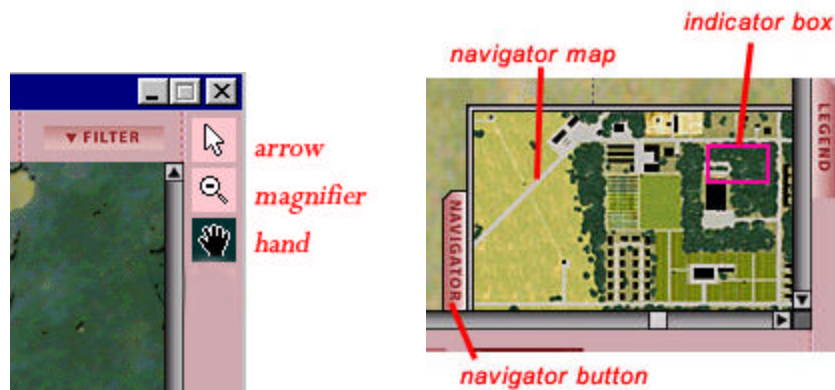 FILTER
arrow
magnifier
hand
indicator box
navigator map
LEGEND
NAVIGATOR
navigator button